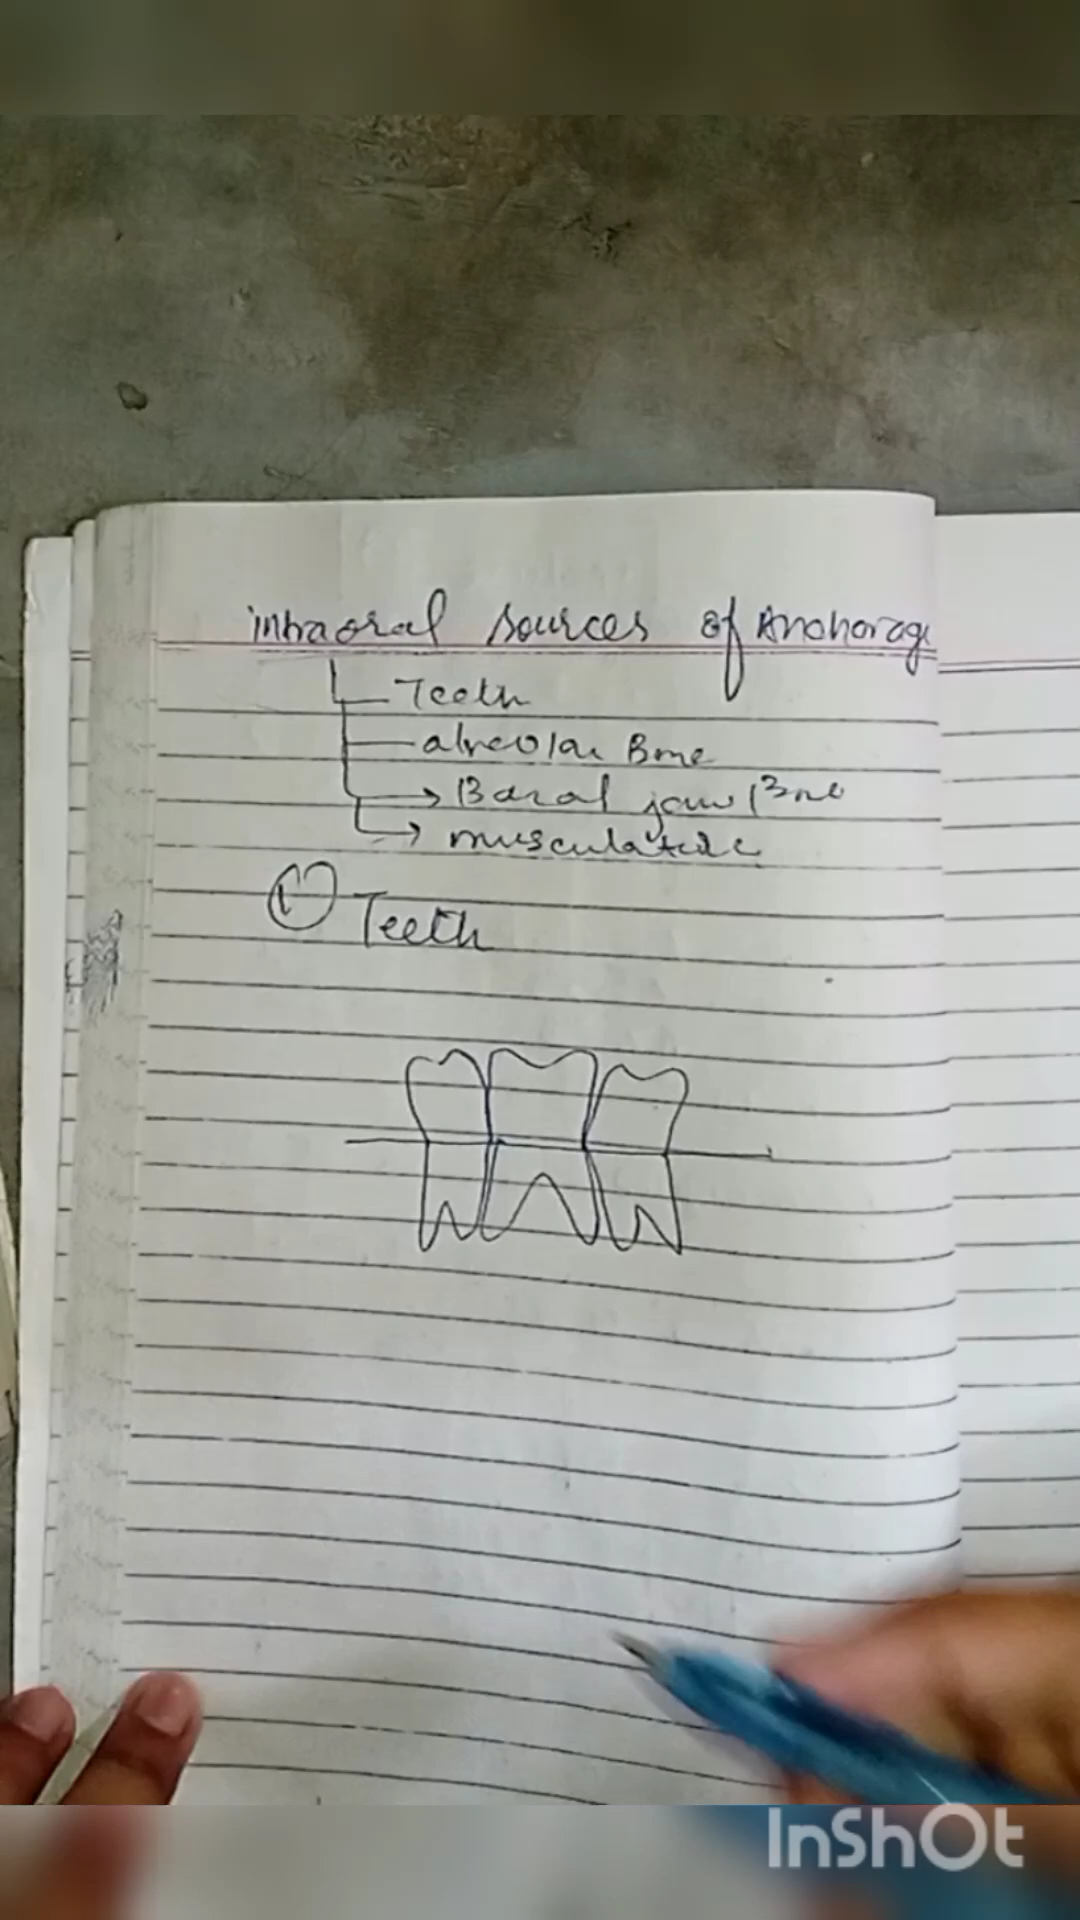 intraoral sources of Anchorage
Teeth
alveolar Bone
Basal jaw Bone
musculature
1 Teeth
InShOt